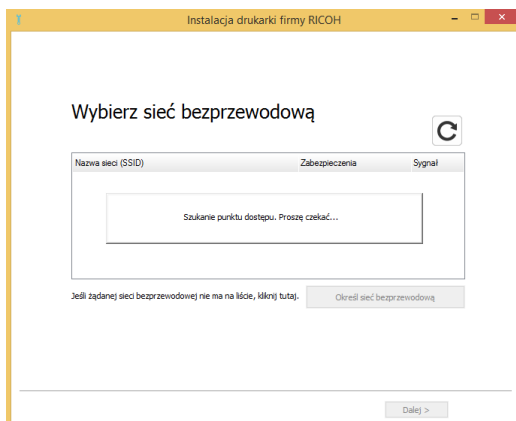 Instalacja drukarki firmy RICOH
Wybierz sieć bezprzewodową
Nazwa sieci (SSID) Zabezpieczenia Sygnał
Szukanie punktu dostępu. Proszę czekać...
Jeśli żądanej sieci bezprzewodowej nie ma na liście, kliknij tutaj. Określ sieć bezprzewodową
Dalej >